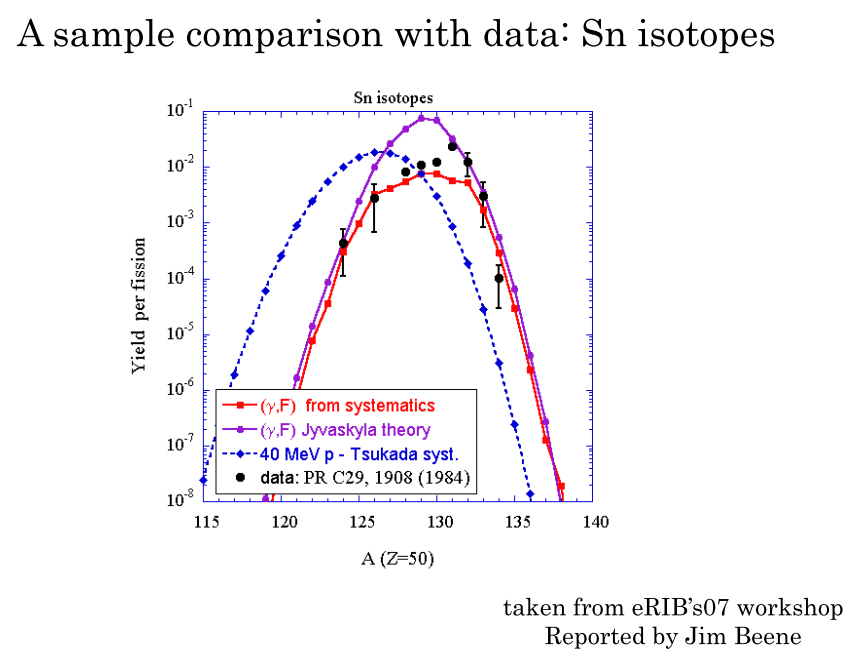 A sample comparison with data: Sn isotopes
Sn isotopes
10-1
10-2
10-3
10-4
10-5
10-6
10-7
10-8
Yield per fission
(γ,F) from systematics
(γ,F) Jyvaskyla theory
40 MeV p - Tsukada syst.
data: PR C29, 1908 (1984)
115 120 125 130 135 140
A (Z=50)
taken from eRIB's07 workshop
Reported by Jim Beene